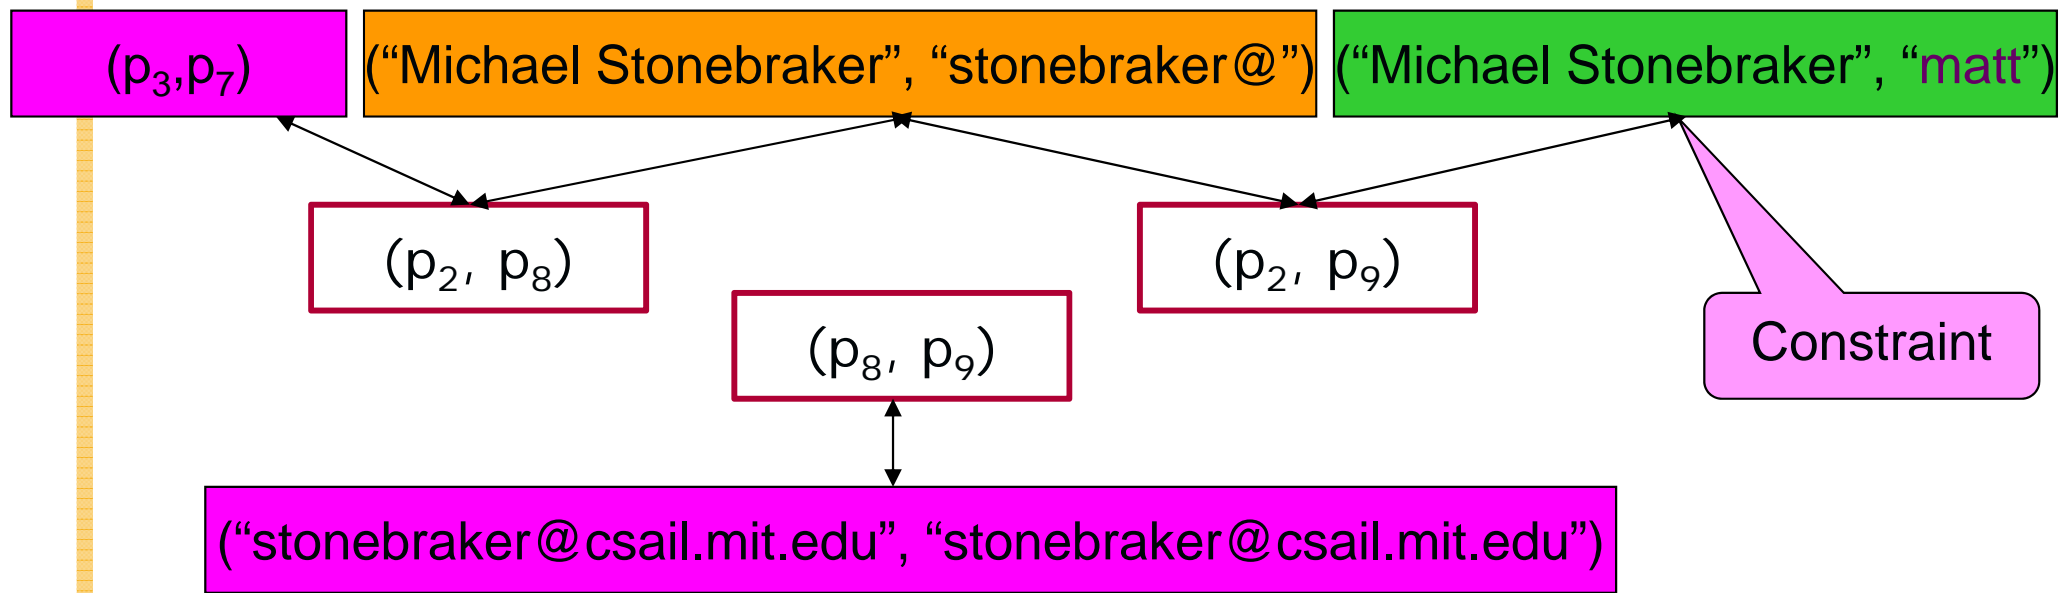 (p₃,p₇)
(“Michael Stonebraker”, “stonebraker@”)
(“Michael Stonebraker”, “matt”)
(p₂, p₈)
(p₂, p₉)
(p₈, p₉)
Constraint
(“stonebraker@csail.mit.edu”, “stonebraker@csail.mit.edu”)